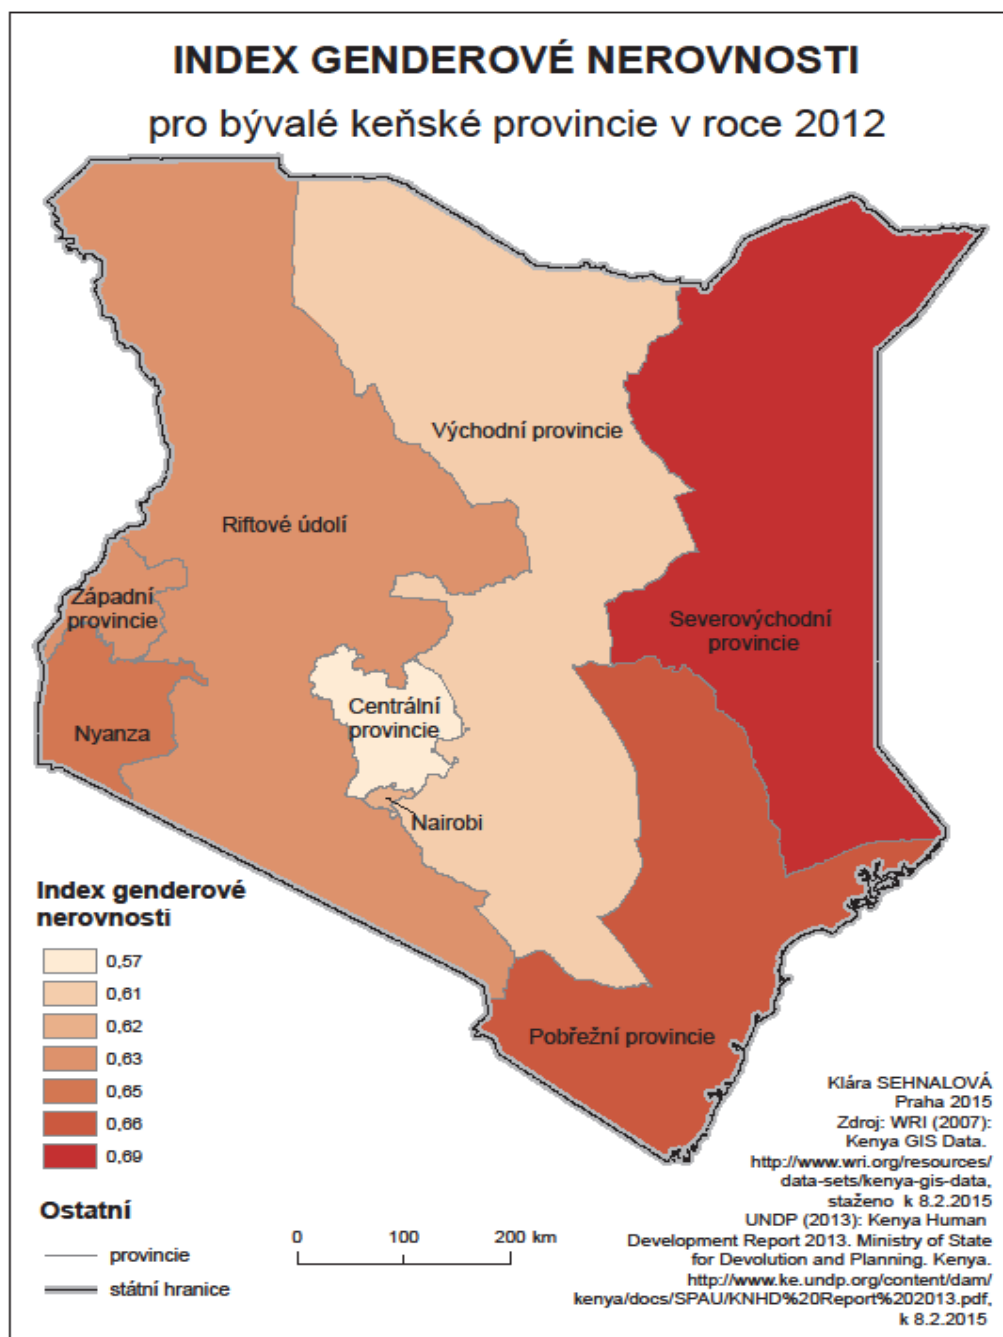 INDEX GENDEROVÉ NEROVNOSTI
pro bývalé keňské provincie v roce 2012
Východní provincie
Riftové údolí
Západní
provincie
Severovýchodní
provincie
Centrální
provincie
Nyanza
Nairobi
Pobřežní provincie
Index genderové
nerovnosti
0,57
0,61
0,62
0,63
0,65
0,66
0,69
Ostatní
provincie
státní hranice
0 100 200 km
Klára SEHNALOVÁ
Praha 2015
Zdroj: WRI (2007):
Kenya GIS Data.
http://www.wri.org/resources/
data-sets/kenya-gis-data,
staženo k 8.2.2015
UNDP (2013): Kenya Human
Development Report 2013. Ministry of State
for Devolution and Planning. Kenya.
http://www.ke.undp.org/content/dam/
kenya/docs/SPAU/KNHD%20Report%202013.pdf,
k 8.2.2015